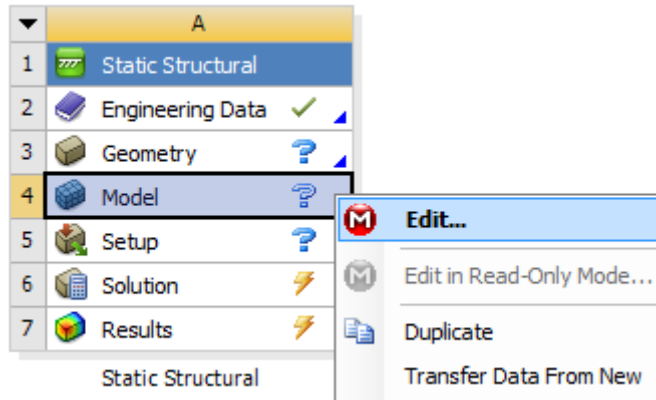 A
1 Static Structural
2 Engineering Data
3 Geometry
4 Model
5 Setup
6 Solution
7 Results
Static Structural
Edit...
Edit in Read-Only Mode...
Duplicate
Transfer Data From New